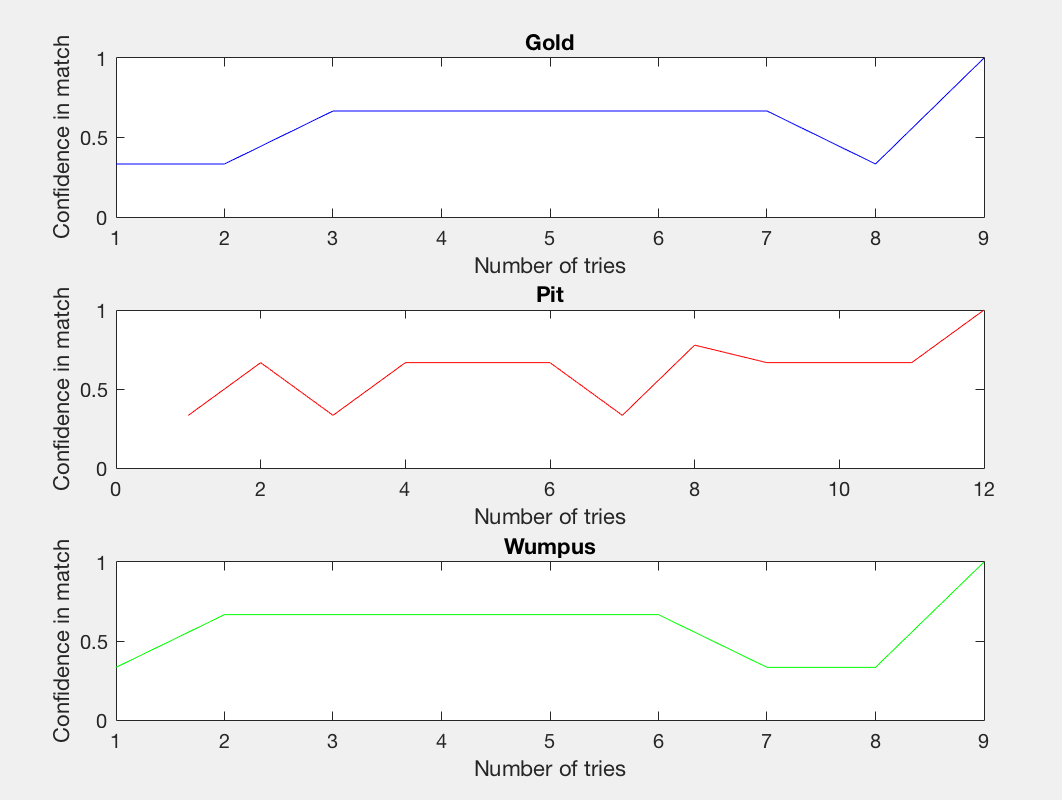 Gold
Confidence in match
1
0.5
0
1 2 3 4 5 6 7 8 9
Number of tries
Pit
Confidence in match
1
0.5
0
0 2 4 6 8 10 12
Number of tries
Wumpus
Confidence in match
1
0.5
0
1 2 3 4 5 6 7 8 9
Number of tries